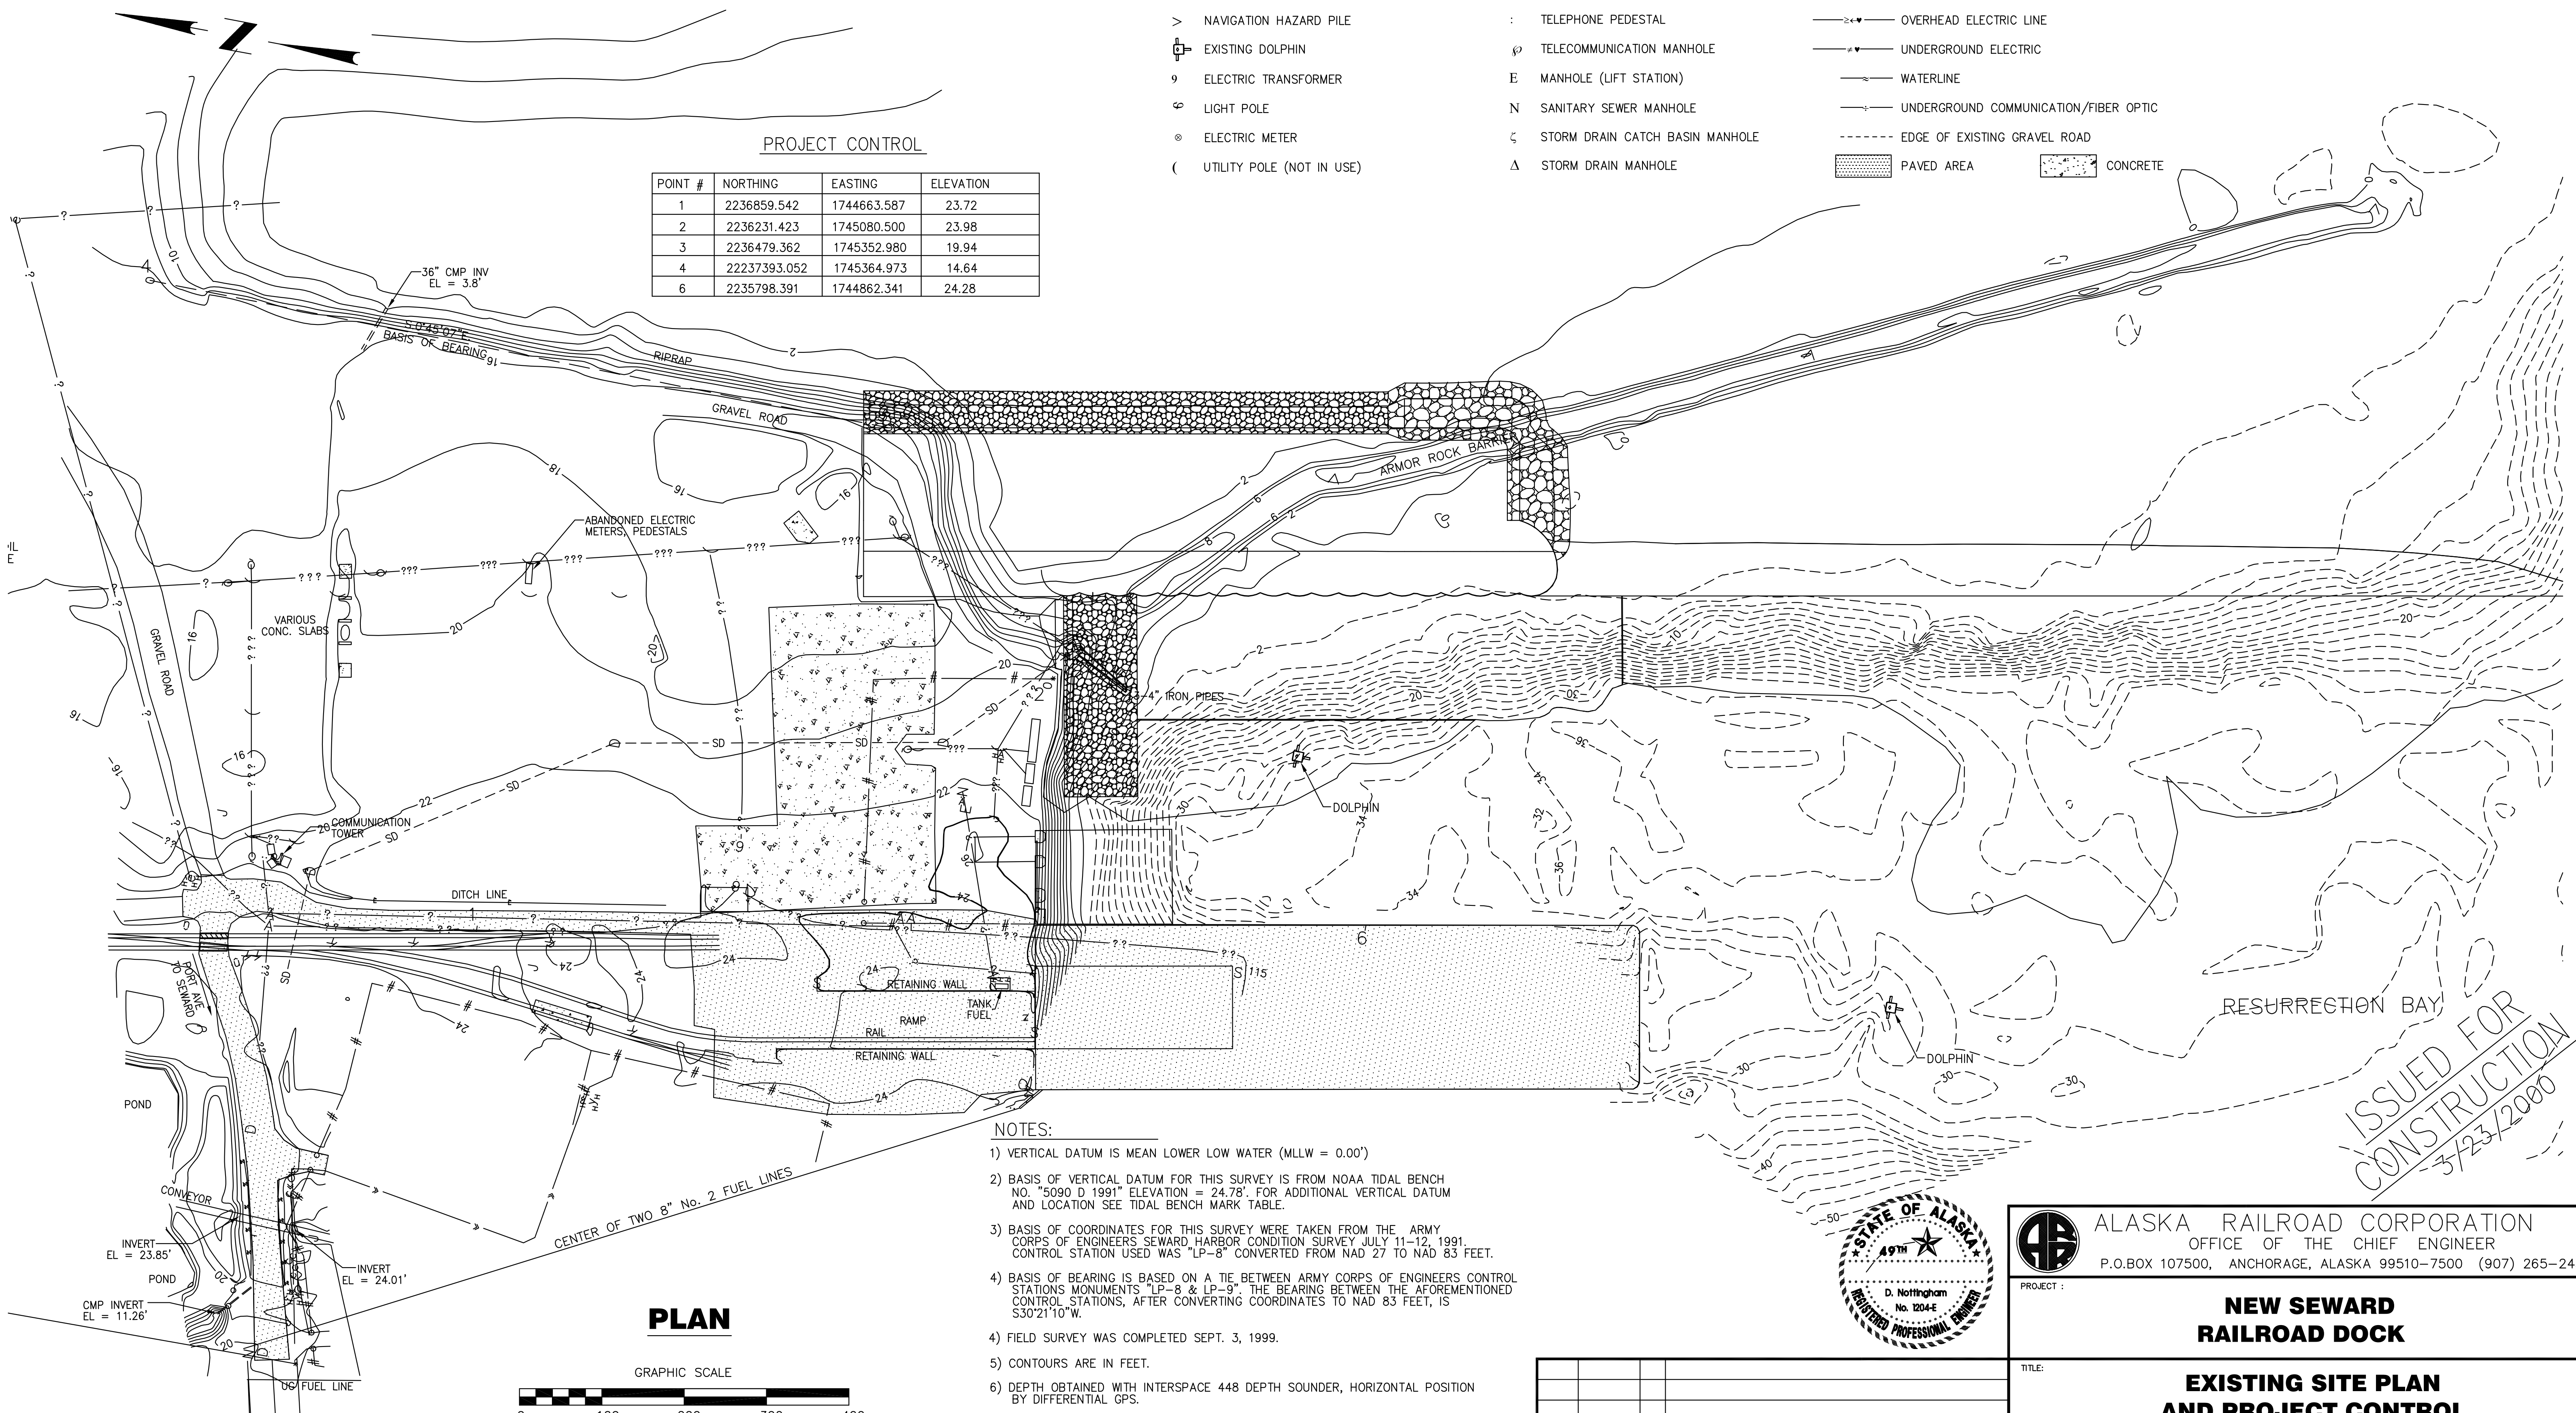 > NAVIGATION HAZARD PILE
EXISTING DOLPHIN
9 ELECTRIC TRANSFORMER
LIGHT POLE
⊗ ELECTRIC METER
( UTILITY POLE (NOT IN USE)
: TELEPHONE PEDESTAL
℘ TELECOMMUNICATION MANHOLE
E MANHOLE (LIFT STATION)
N SANITARY SEWER MANHOLE
ζ STORM DRAIN CATCH BASIN MANHOLE
Δ STORM DRAIN MANHOLE
OVERHEAD ELECTRIC LINE
UNDERGROUND ELECTRIC
WATERLINE
UNDERGROUND COMMUNICATION/FIBER OPTIC
EDGE OF EXISTING GRAVEL ROAD
PAVED AREA
CONCRETE
PROJECT CONTROL
POINT # NORTHING EASTING ELEVATION
1 2236859.542 1744663.587 23.72
2 2236231.423 1745080.500 23.98
3 2236479.362 1745352.980 19.94
4 22237393.052 1745364.973 14.64
6 2235798.391 1744862.341 24.28
36" CMP INV
EL = 3.8'
S 0°45'07"E
BASIS OF BEARING
RIPRAP
GRAVEL ROAD
ARMOR ROCK BARRIER
ABANDONED ELECTRIC
METERS, PEDESTALS
VARIOUS
CONC. SLABS
GRAVEL ROAD
3-4" IRON PIPES
DOLPHIN
COMMUNICATION
TOWER
DITCH LINE
PORT AVE
TO SEWARD
RETAINING WALL
TANK
FUEL
RAMP
RAIL
RETAINING WALL
S 115
6
RESURRECTION BAY
DOLPHIN
POND
CONVEYOR
INVERT
EL = 23.85'
POND
INVERT
EL = 24.01'
CMP INVERT
EL = 11.26'
UG FUEL LINE
CENTER OF TWO 8" No. 2 FUEL LINES
ISSUED FOR
CONSTRUCTION
3/23/2000
NOTES:
1) VERTICAL DATUM IS MEAN LOWER LOW WATER (MLLW = 0.00')
2) BASIS OF VERTICAL DATUM FOR THIS SURVEY IS FROM NOAA TIDAL BENCH
NO. "5090 D 1991" ELEVATION = 24.78'. FOR ADDITIONAL VERTICAL DATUM
AND LOCATION SEE TIDAL BENCH MARK TABLE.
3) BASIS OF COORDINATES FOR THIS SURVEY WERE TAKEN FROM THE ARMY
CORPS OF ENGINEERS SEWARD HARBOR CONDITION SURVEY JULY 11-12, 1991.
CONTROL STATION USED WAS "LP-8" CONVERTED FROM NAD 27 TO NAD 83 FEET.
4) BASIS OF BEARING IS BASED ON A TIE BETWEEN ARMY CORPS OF ENGINEERS CONTROL
STATIONS MONUMENTS "LP-8 & LP-9". THE BEARING BETWEEN THE AFOREMENTIONED
CONTROL STATIONS, AFTER CONVERTING COORDINATES TO NAD 83 FEET, IS
S30°21'10"W.
4) FIELD SURVEY WAS COMPLETED SEPT. 3, 1999.
5) CONTOURS ARE IN FEET.
6) DEPTH OBTAINED WITH INTERSPACE 448 DEPTH SOUNDER, HORIZONTAL POSITION
BY DIFFERENTIAL GPS.
PLAN
GRAPHIC SCALE
STATE OF ALASKA
49TH
D. Nottingham
No. 1204-E
REGISTERED PROFESSIONAL ENGINEER
ALASKA RAILROAD CORPORATION
OFFICE OF THE CHIEF ENGINEER
P.O.BOX 107500, ANCHORAGE, ALASKA 99510-7500 (907) 265-24
PROJECT :
NEW SEWARD
RAILROAD DOCK
TITLE:
EXISTING SITE PLAN
AND PROJECT CONTROL